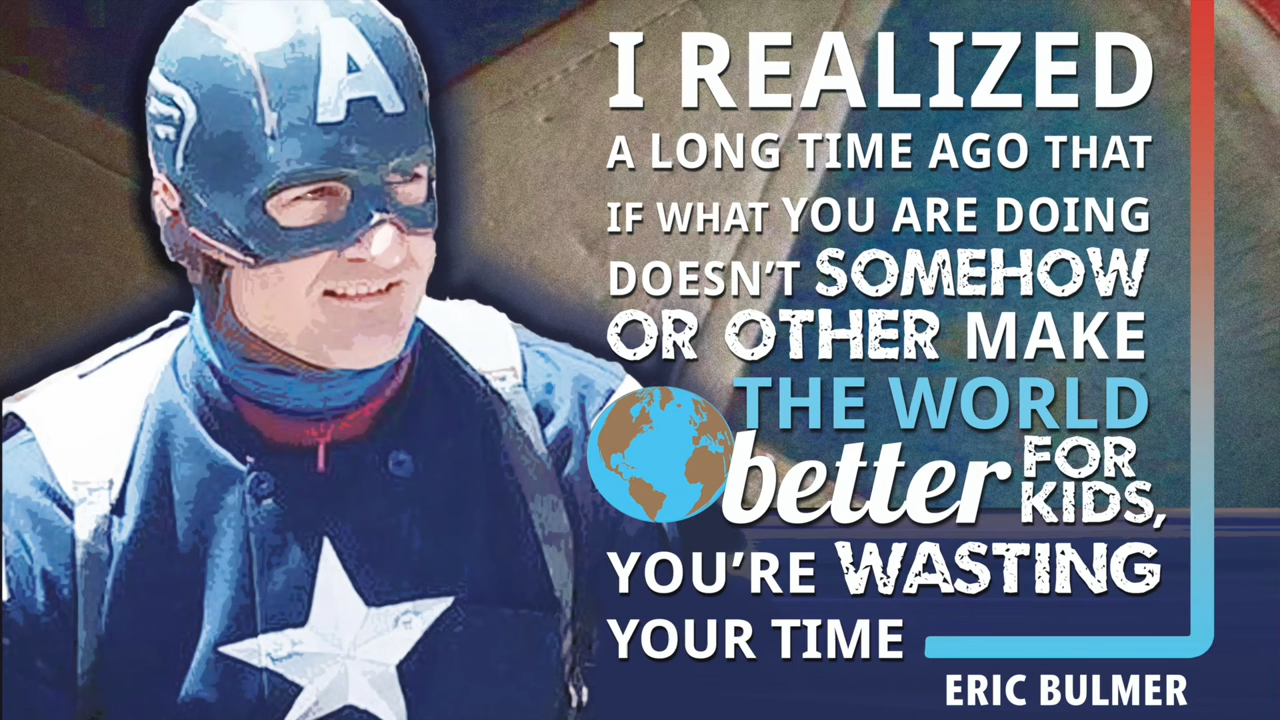 A
I REALIZED
A LONG TIME AGO THAT
IF WHAT YOU ARE DOING
DOESN'T SOMEHOW
OR OTHER MAKE
THE WORLD
better FOR KIDS,
YOU'RE WASTING
YOUR TIME
ERIC BULMER